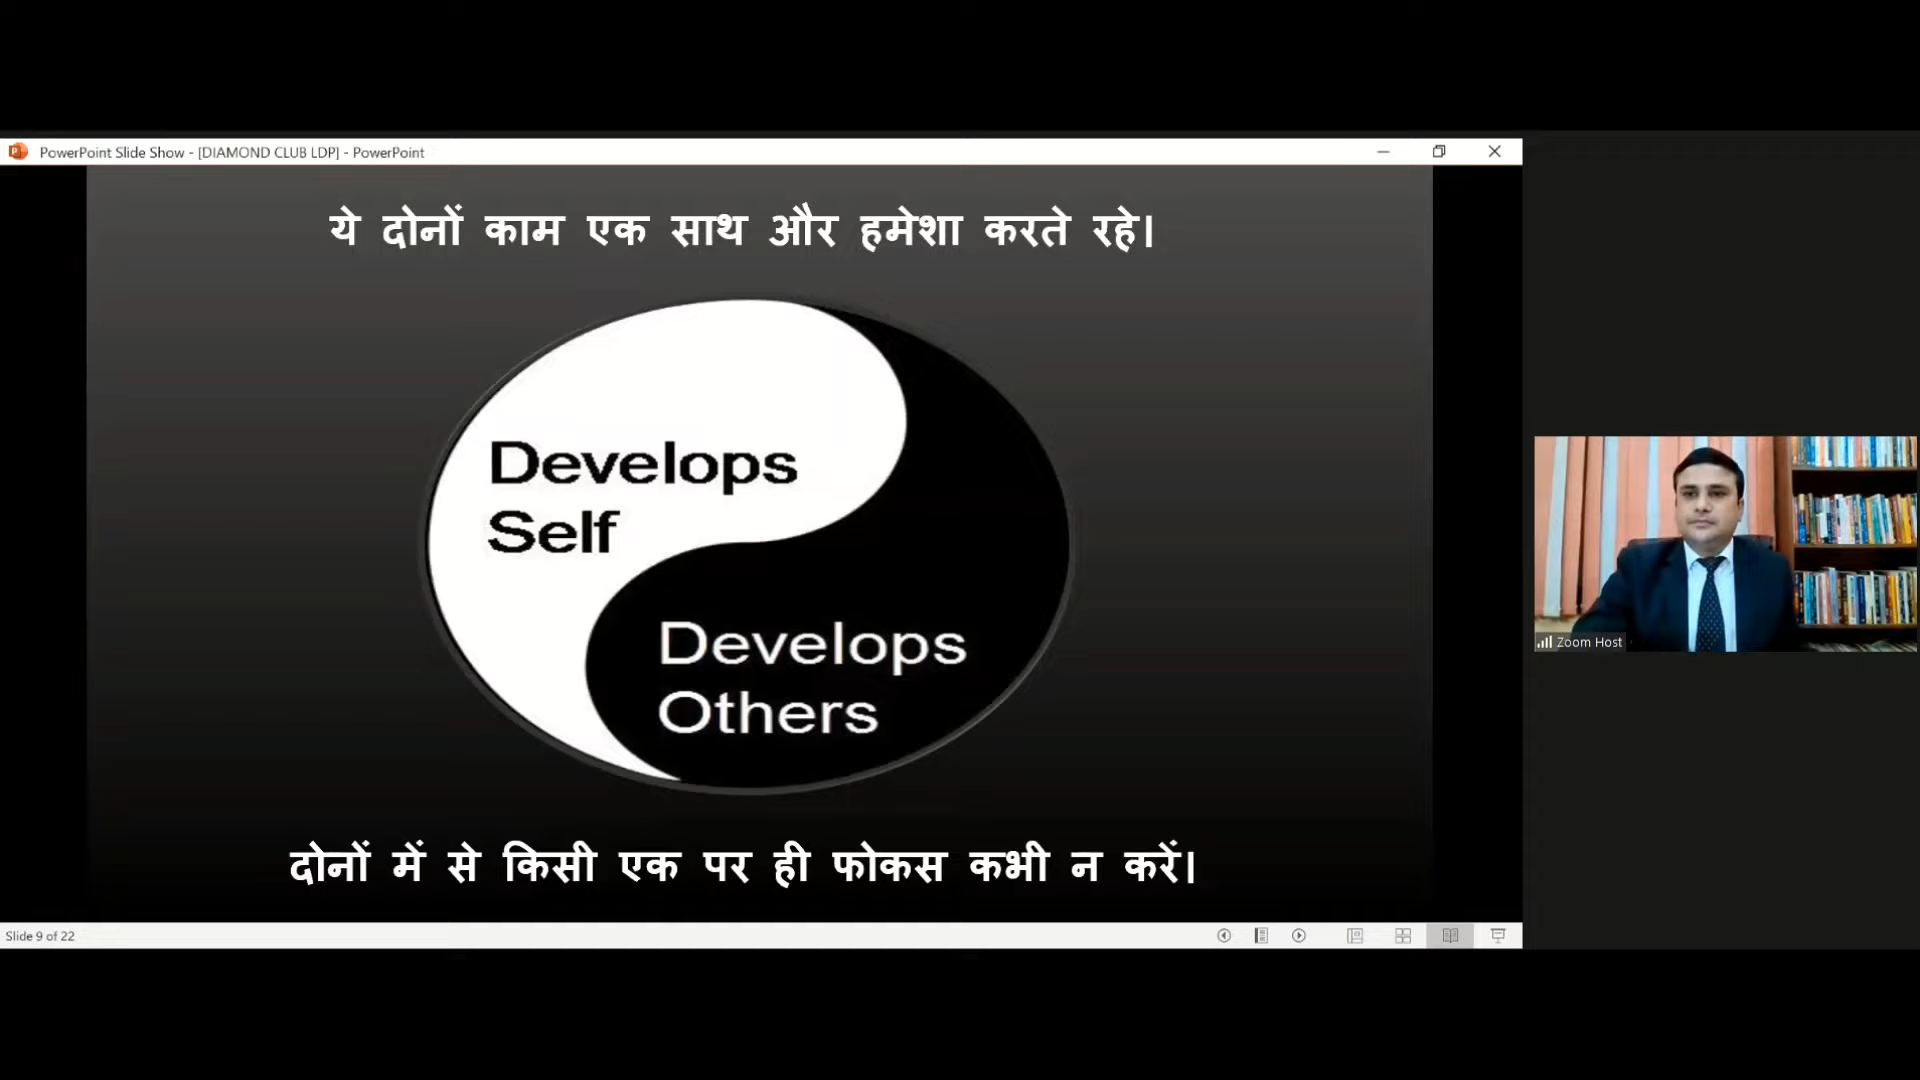 PowerPoint Slide Show - [DIAMOND CLUB LDP] - PowerPoint
ये दोनों काम एक साथ और हमेशा करते रहे।
Develops
Self
Develops
Others
दोनों में से किसी एक पर ही फोकस कभी न करें।
Zoom Host
Slide 9 of 22